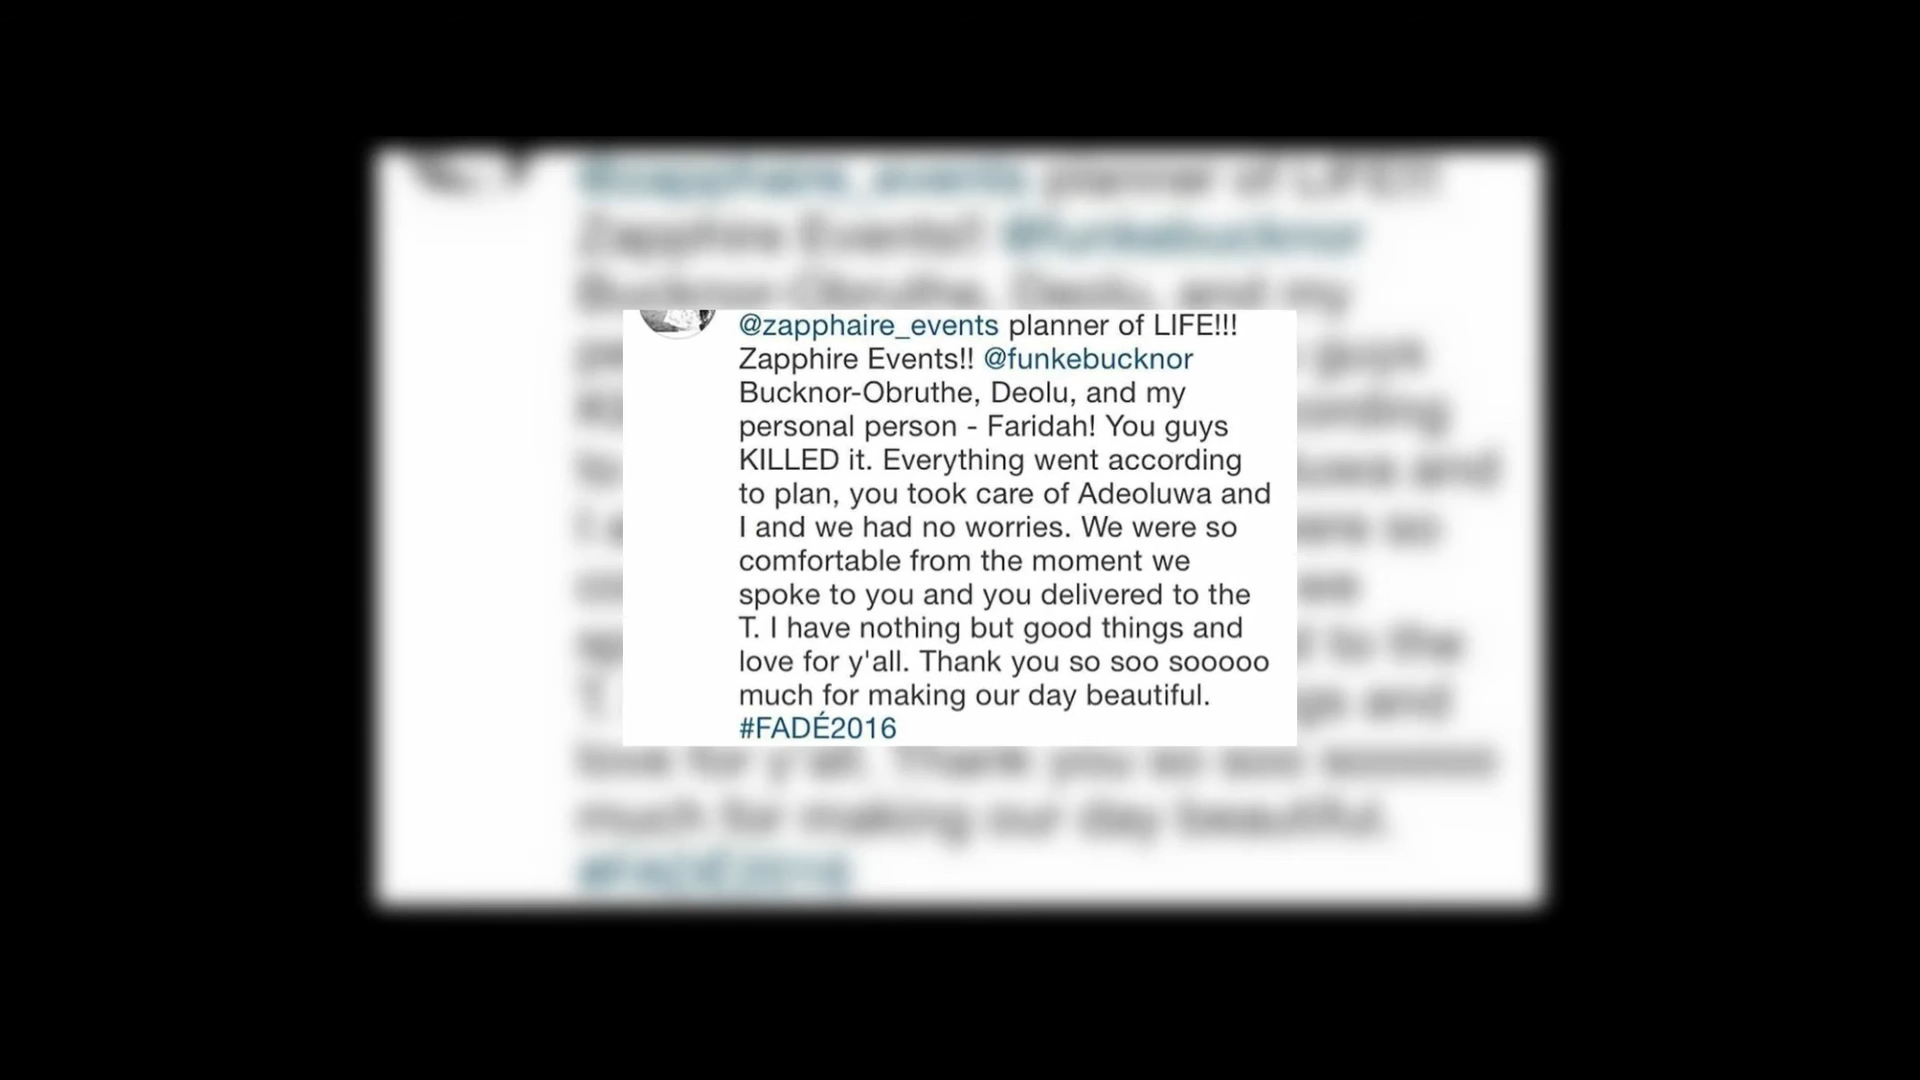 @zapphaire_events planner of LIFE!!!
Zapphire Events!! @funkebucknor
Bucknor-Obruthe, Deolu, and my
personal person - Faridah! You guys
KILLED it. Everything went according
to plan, you took care of Adeoluwa and
I and we had no worries. We were so
comfortable from the moment we
spoke to you and you delivered to the
T. I have nothing but good things and
love for y'all. Thank you so soo sooooo
much for making our day beautiful.
#FADÉ2016